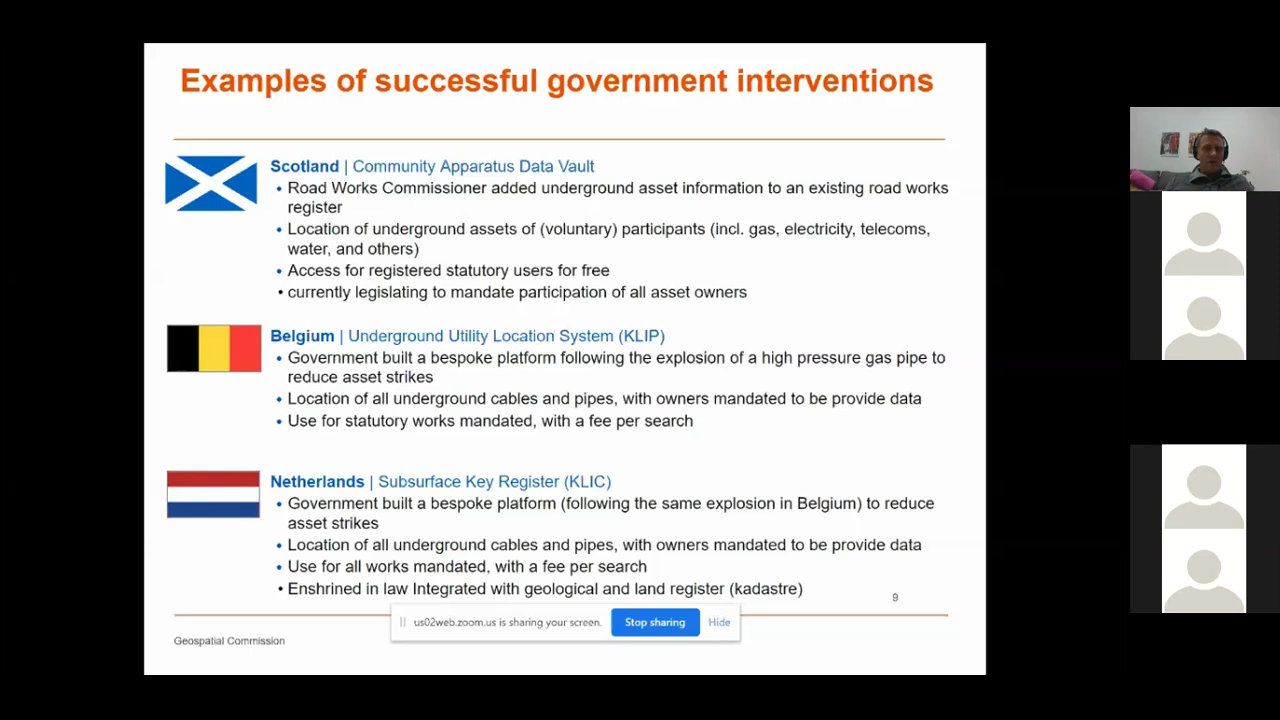 Examples of successful government interventions
Scotland | Community Apparatus Data Vault
• Road Works Commissioner added underground asset information to an existing road works
register
• Location of underground assets of (voluntary) participants (incl. gas, electricity, telecoms,
water, and others)
• Access for registered statutory users for free
• currently legislating to mandate participation of all asset owners
Belgium | Underground Utility Location System (KLIP)
• Government built a bespoke platform following the explosion of a high pressure gas pipe to
reduce asset strikes
• Location of all underground cables and pipes, with owners mandated to be provide data
• Use for statutory works mandated, with a fee per search
Netherlands | Subsurface Key Register (KLIC)
• Government built a bespoke platform (following the same explosion in Belgium) to reduce
asset strikes
• Location of all underground cables and pipes, with owners mandated to be provide data
• Use for all works mandated, with a fee per search
• Enshrined in law Integrated with geological and land register (kadastre)
9
us02web.zoom.us is sharing your screen. Stop sharing Hide
Geospatial Commission